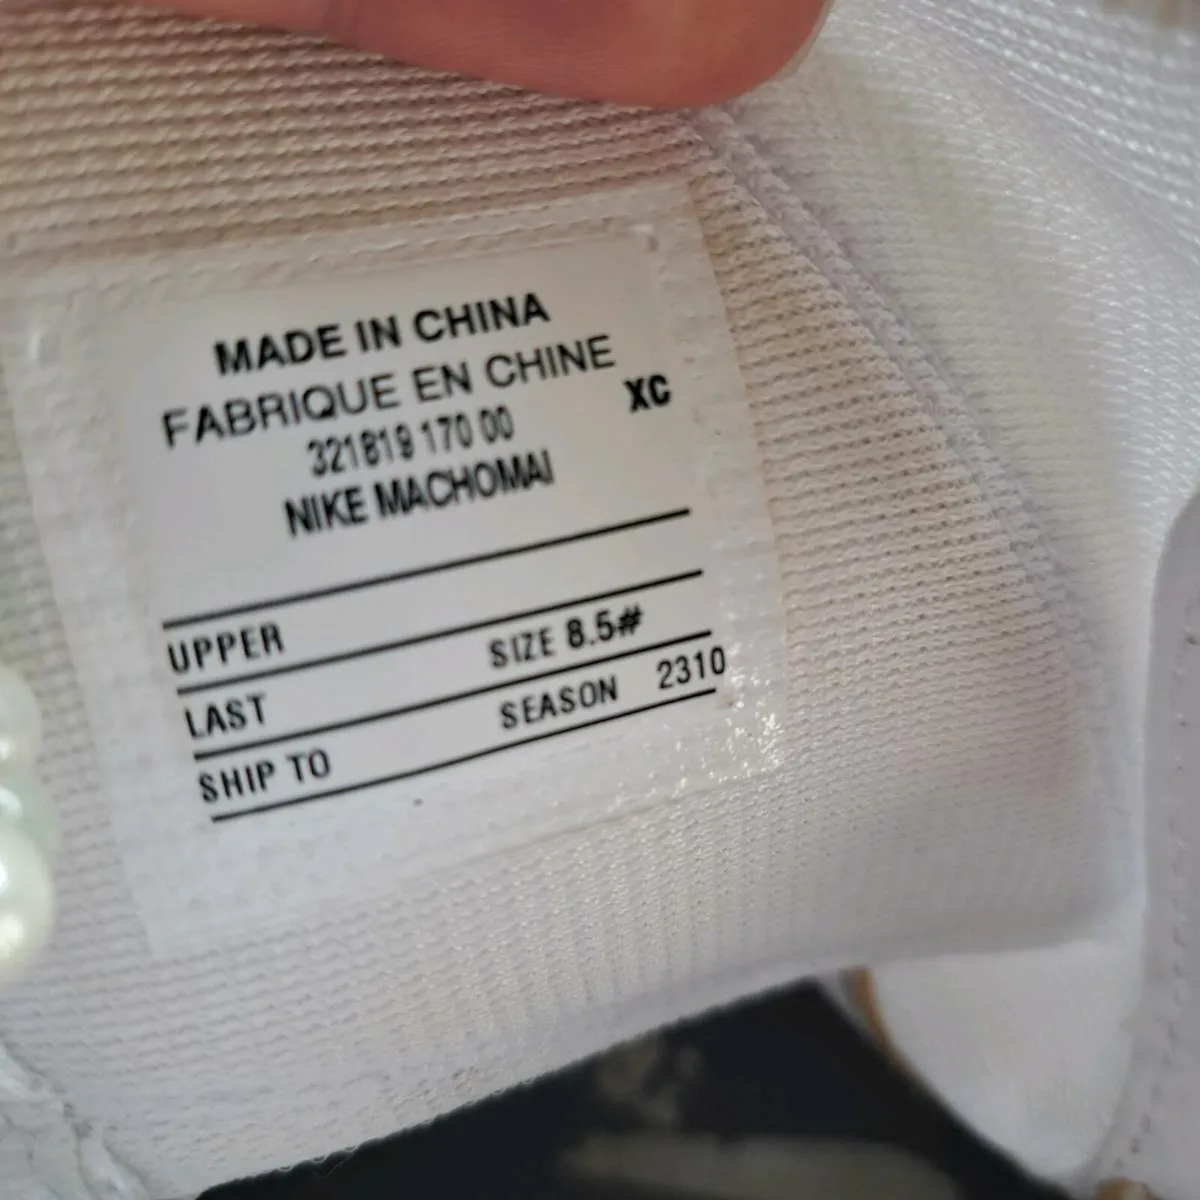 MADE IN CHINA
FABRIQUE EN CHINE
XC
321819 170 00
NIKE MACHOMAI
UPPER SIZE 8.5#
LAST SEASON 2310
SHIP TO